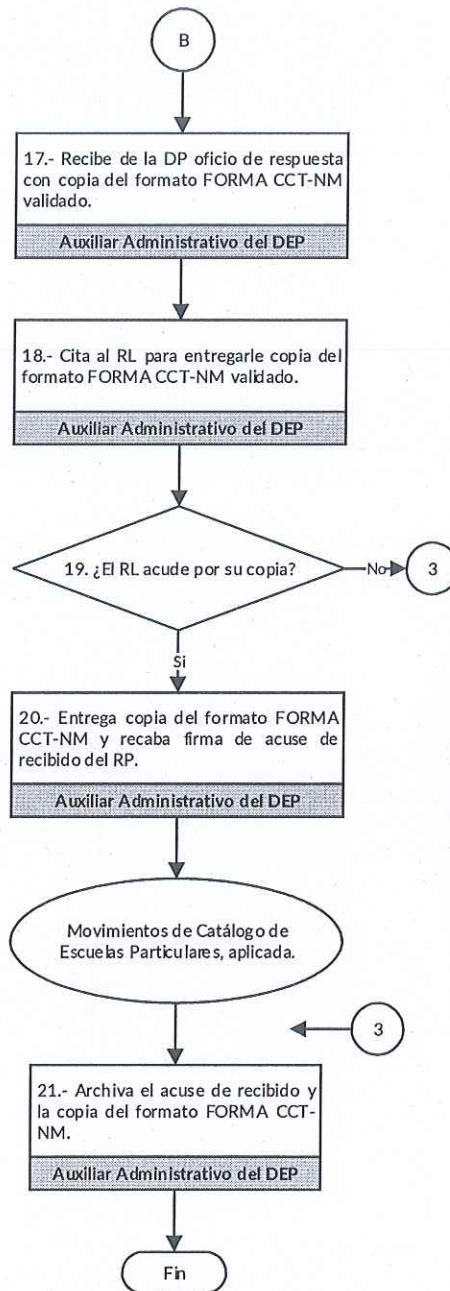 B
17.- Recibe de la DP oficio de respuesta
con copia del formato FORMA CCT-NM
validado.
Auxiliar Administrativo del DEP
18.- Cita al RL para entregarle copia del
formato FORMA CCT-NM validado.
Auxiliar Administrativo del DEP
19. ¿El RL acude por su copia?
No
3
Si
20.- Entrega copia del formato FORMA
CCT-NM y recaba firma de acuse de
recibido del RP.
Auxiliar Administrativo del DEP
Movimientos de Catálogo de
Escuelas Particulares, aplicada.
3
21.- Archiva el acuse de recibido y
la copia del formato FORMA CCT-
NM.
Auxiliar Administrativo del DEP
Fin